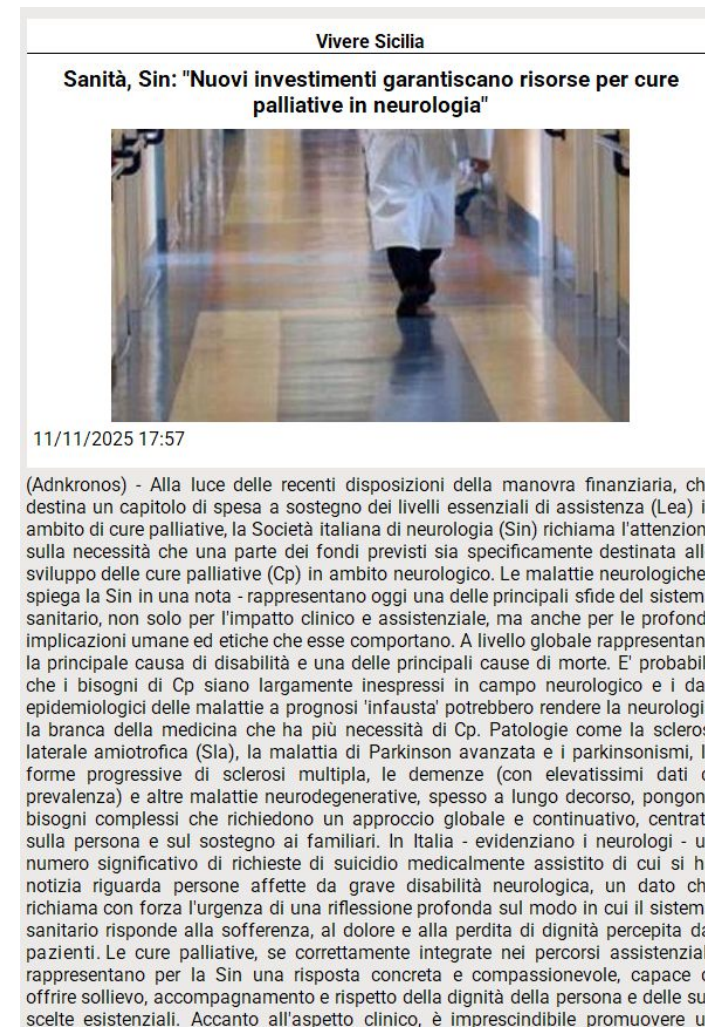 Vivere Sicilia
Sanità, Sin: "Nuovi investimenti garantiscano risorse per cure
palliative in neurologia"
11/11/2025 17:57
(Adnkronos) - Alla luce delle recenti disposizioni della manovra finanziaria, ch
destina un capitolo di spesa a sostegno dei livelli essenziali di assistenza (Lea) i
ambito di cure palliative, la Società italiana di neurologia (Sin) richiama l'attenzion
sulla necessità che una parte dei fondi previsti sia specificamente destinata all
sviluppo delle cure palliative (Cp) in ambito neurologico. Le malattie neurologiche
spiega la Sin in una nota - rappresentano oggi una delle principali sfide del sistem
sanitario, non solo per l'impatto clinico e assistenziale, ma anche per le profond
implicazioni umane ed etiche che esse comportano. A livello globale rappresentan
la principale causa di disabilità e una delle principali cause di morte. E' probabil
che i bisogni di Cp siano largamente inespressi in campo neurologico e i da
epidemiologici delle malattie a prognosi 'infausta' potrebbero rendere la neurologi
la branca della medicina che ha più necessità di Cp. Patologie come la scleros
laterale amiotrofica (Sla), la malattia di Parkinson avanzata e i parkinsonismi, l
forme progressive di sclerosi multipla, le demenze (con elevatissimi dati d
prevalenza) e altre malattie neurodegenerative, spesso a lungo decorso, pongon
bisogni complessi che richiedono un approccio globale e continuativo, centrat
sulla persona e sul sostegno ai familiari. In Italia - evidenziano i neurologi - u
numero significativo di richieste di suicidio medicalmente assistito di cui si h
notizia riguarda persone affette da grave disabilità neurologica, un dato ch
richiama con forza l'urgenza di una riflessione profonda sul modo in cui il sistem
sanitario risponde alla sofferenza, al dolore e alla perdita di dignità percepita da
pazienti. Le cure palliative, se correttamente integrate nei percorsi assistenzial
rappresentano per la Sin una risposta concreta e compassionevole, capace d
offrire sollievo, accompagnamento e rispetto della dignità della persona e delle su
scelte esistenziali. Accanto all'aspetto clinico, è imprescindibile promuovere u